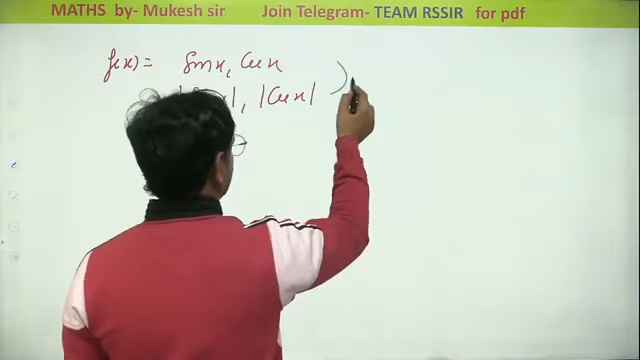 MATHS by- Mukesh sir Join Telegram- TEAM RSSIR for pdf
f(x) = sinx, cosx
|, |cosx|